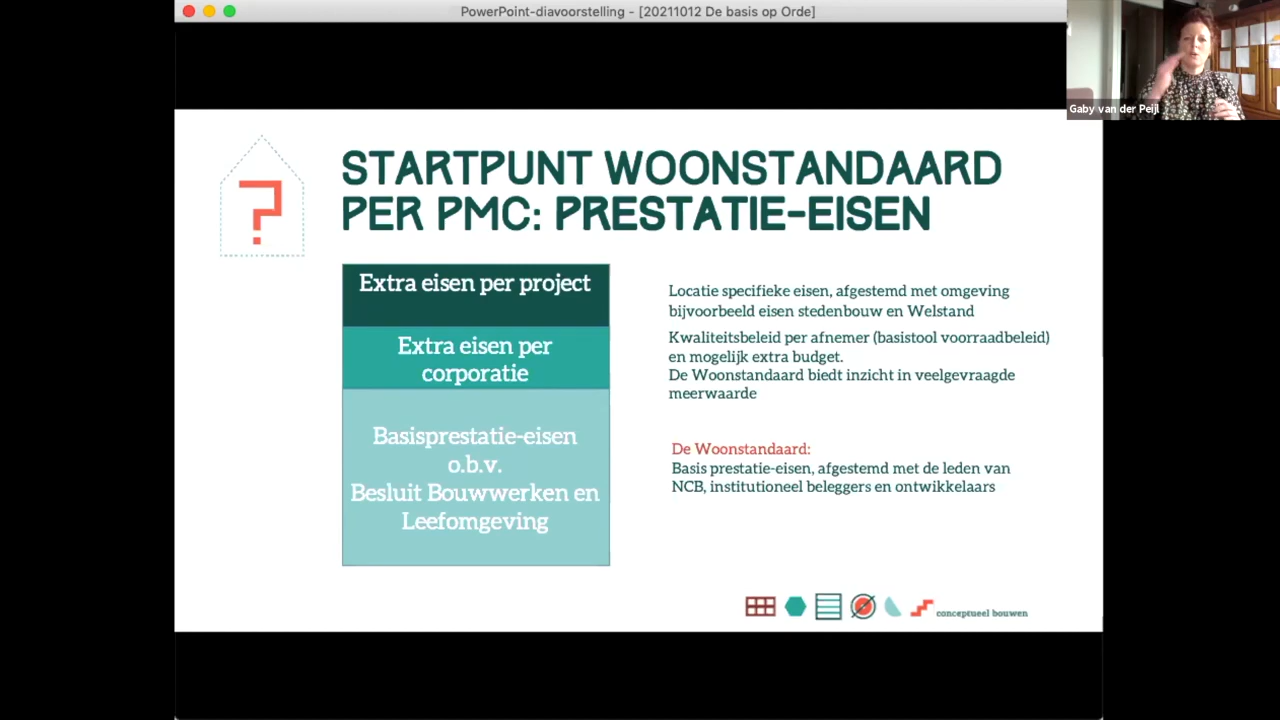 PowerPoint-diavoorstelling - [20211012 De basis op Orde]
Gaby van der Peijl
STARTPUNT WOONSTANDAARD
PER PMC: PRESTATIE-EISEN
Extra eisen per project
Locatie specifieke eisen, afgestemd met omgeving
bijvoorbeeld eisen stedenbouw en Welstand
Extra eisen per
corporatie
Kwaliteitsbeleid per afnemer (basistool voorraadbeleid)
en mogelijk extra budget.
De Woonstandaard biedt inzicht in veelgevraagde
meerwaarde
Basisprestatie-eisen
o.b.v.
Besluit Bouwwerken en
Leefomgeving
De Woonstandaard:
Basis prestatie-eisen, afgestemd met de leden van
NCB, institutioneel beleggers en ontwikkelaars
conceptueel bouwen